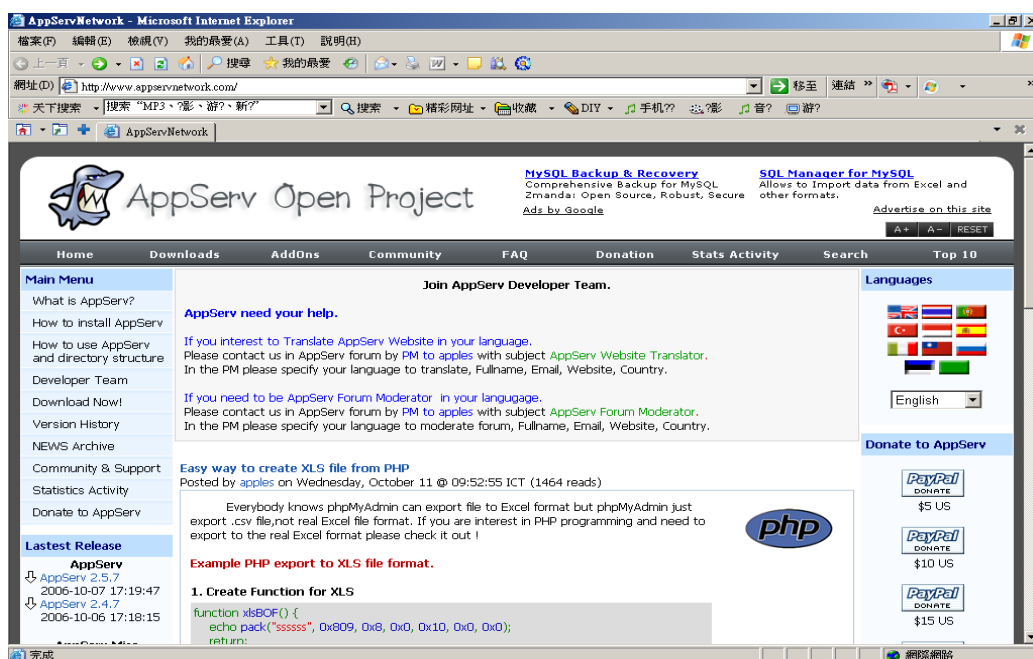 AppServNetwork - Microsoft Internet Explorer
檔案(F) 編輯(E) 檢視(V) 我的最愛(A) 工具(T) 說明(H)
上一頁 搜尋 我的最愛
網址(D) http://www.appservnetwork.com/ 移至 連結 »
天下搜索 搜索 “MP3、?影、游?、新?” 搜索 精彩网址 收藏 DIY 手机?? ?影 音? 游?
AppServNetwork
AppServ Open Project
MySQL Backup & Recovery
Comprehensive Backup for MySQL
Zmanda: Open Source, Robust, Secure
Ads by Google
SQL Manager for MySQL
Allows to Import data from Excel and
other formats.
Advertise on this site
A+ A- RESET
Home Downloads AddOns Community FAQ Donation Stats Activity Search Top 10
Main Menu
What is AppServ?
How to install AppServ
How to use AppServ
and directory structure
Developer Team
Download Now!
Version History
NEWS Archive
Community & Support
Statistics Activity
Donate to AppServ
Lastest Release
AppServ
AppServ 2.5.7
2006-10-07 17:19:47
AppServ 2.4.7
2006-10-06 17:18:15
Join AppServ Developer Team.
AppServ need your help.
If you interest to Translate AppServ Website in your language.
Please contact us in AppServ forum by PM to apples with subject AppServ Website Translator.
In the PM please specify your language to translate, Fullname, Email, Website, Country.
If you need to be AppServ Forum Moderator in your langugage.
Please contact us in AppServ forum by PM to apples with subject AppServ Forum Moderator.
In the PM please specify your language to moderate forum, Fullname, Email, Website, Country.
Easy way to create XLS file from PHP
Posted by apples on Wednesday, October 11 @ 09:52:55 ICT (1464 reads)
Everybody knows phpMyAdmin can export file to Excel format but phpMyAdmin just
export .csv file,not real Excel file format. If you are interest in PHP programming and need to
export to the real Excel format please check it out !
php
Example PHP export to XLS file format.
1. Create Function for XLS
function xlsBOF() {
echo pack("ssssss", 0x809, 0x8, 0x0, 0x10, 0x0, 0x0);
return;
Languages
English
Donate to AppServ
PayPal
DONATE
$5 US
PayPal
DONATE
$10 US
PayPal
DONATE
$15 US
PayPal
完成 網際網路